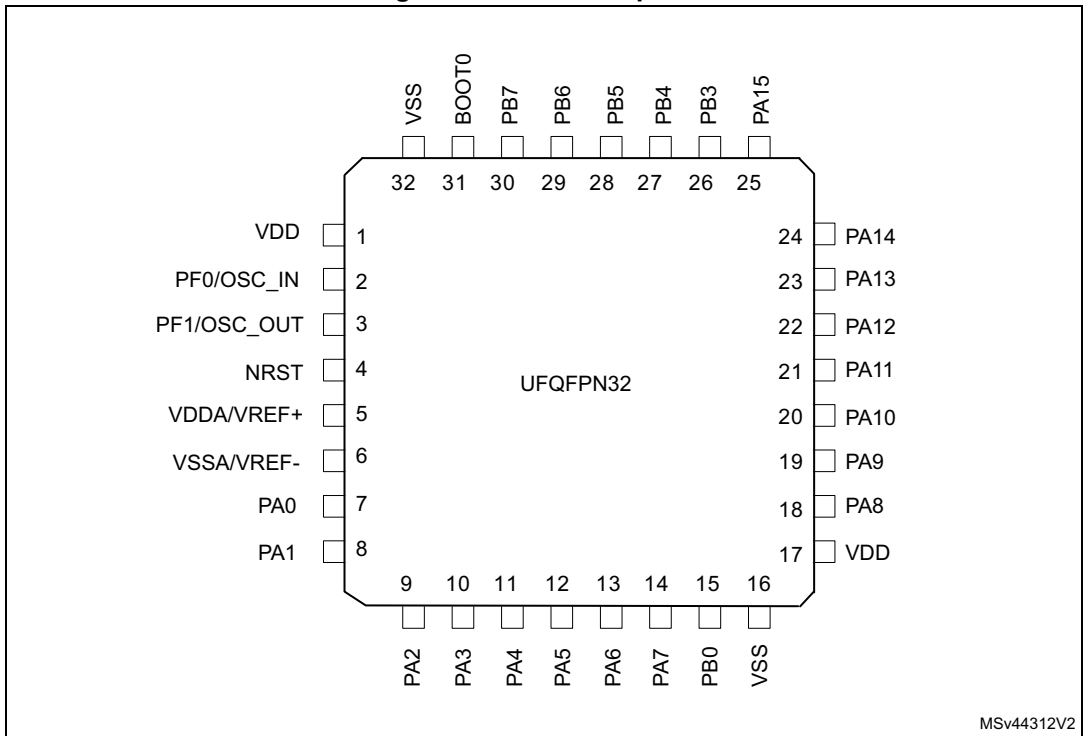 VSS
BOOT0
PB7
PB6
PB5
PB4
PB3
PA15
32 31 30 29 28 27 26 25
VDD 1 24 PA14
PF0/OSC_IN 2 23 PA13
PF1/OSC_OUT 3 22 PA12
NRST 4 21 PA11
UFQFPN32
VDDA/VREF+ 5 20 PA10
VSSA/VREF- 6 19 PA9
PA0 7 18 PA8
PA1 8 17 VDD
9 10 11 12 13 14 15 16
PA2
PA3
PA4
PA5
PA6
PA7
PB0
VSS
MSv44312V2